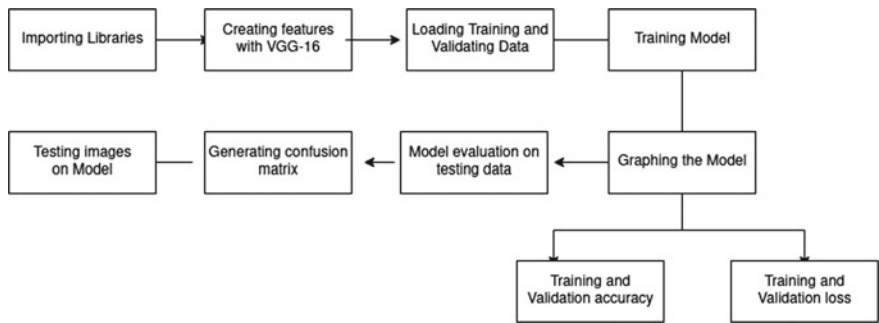 Importing Libraries
Creating features
with VGG-16
Loading Training and
Validating Data
Training Model
Testing images
on Model
Generating confusion
matrix
Model evaluation on
testing data
Graphing the Model
Training and
Validation accuracy
Training and
Validation loss